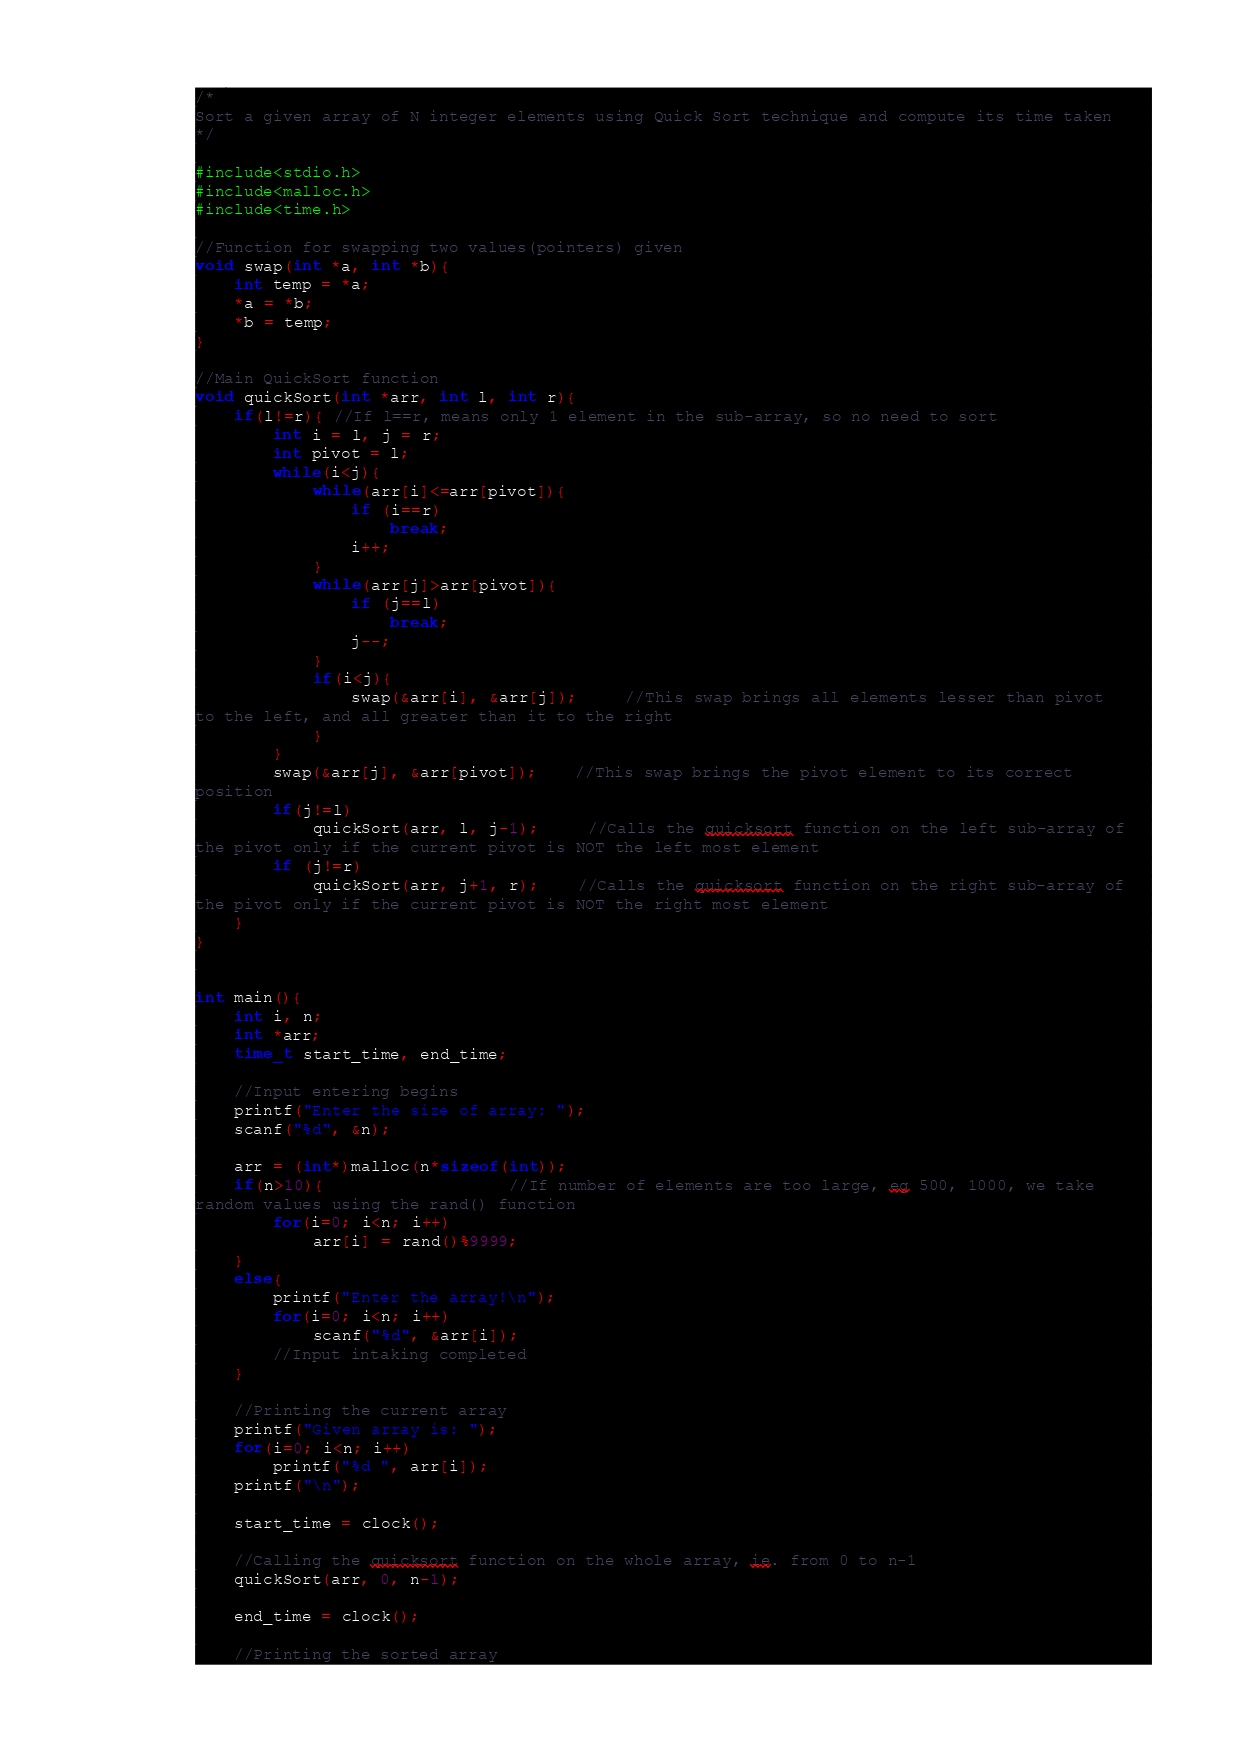 /*
Sort a given array of N integer elements using Quick Sort technique and compute its time taken
*/
#include<stdio.h>
#include<malloc.h>
#include<time.h>
//Function for swapping two values(pointers) given
void swap(int *a, int *b){
    int temp = *a;
    *a = *b;
    *b = temp;
}
//Main QuickSort function
void quickSort(int *arr, int l, int r){
    if(l!=r){ //If l==r, means only 1 element in the sub-array, so no need to sort
        int i = l, j = r;
        int pivot = l;
        while(i<j){
            while(arr[i]<=arr[pivot]){
                if (i==r)
                    break;
                i++;
            }
            while(arr[j]>arr[pivot]){
                if (j==l)
                    break;
                j--;
            }
            if(i<j){
                swap(&arr[i], &arr[j]);     //This swap brings all elements lesser than pivot
to the left, and all greater than it to the right
            }
        }
        swap(&arr[j], &arr[pivot]);    //This swap brings the pivot element to its correct
position
        if(j!=l)
            quickSort(arr, l, j-1);     //Calls the quicksort function on the left sub-array of
the pivot only if the current pivot is NOT the left most element
        if (j!=r)
            quickSort(arr, j+1, r);    //Calls the quicksort function on the right sub-array of
the pivot only if the current pivot is NOT the right most element
    }
}
int main(){
    int i, n;
    int *arr;
    time_t start_time, end_time;
    //Input entering begins
    printf("Enter the size of array: ");
    scanf("%d", &n);
    arr = (int*)malloc(n*sizeof(int));
    if(n>10){                   //If number of elements are too large, eg 500, 1000, we take
random values using the rand() function
        for(i=0; i<n; i++)
            arr[i] = rand()%9999;
    }
    else{
        printf("Enter the array!\n");
        for(i=0; i<n; i++)
            scanf("%d", &arr[i]);
        //Input intaking completed
    }
    //Printing the current array
    printf("Given array is: ");
    for(i=0; i<n; i++)
        printf("%d ", arr[i]);
    printf("\n");
    start_time = clock();
    //Calling the quicksort function on the whole array, ie. from 0 to n-1
    quickSort(arr, 0, n-1);
    end_time = clock();
    //Printing the sorted array